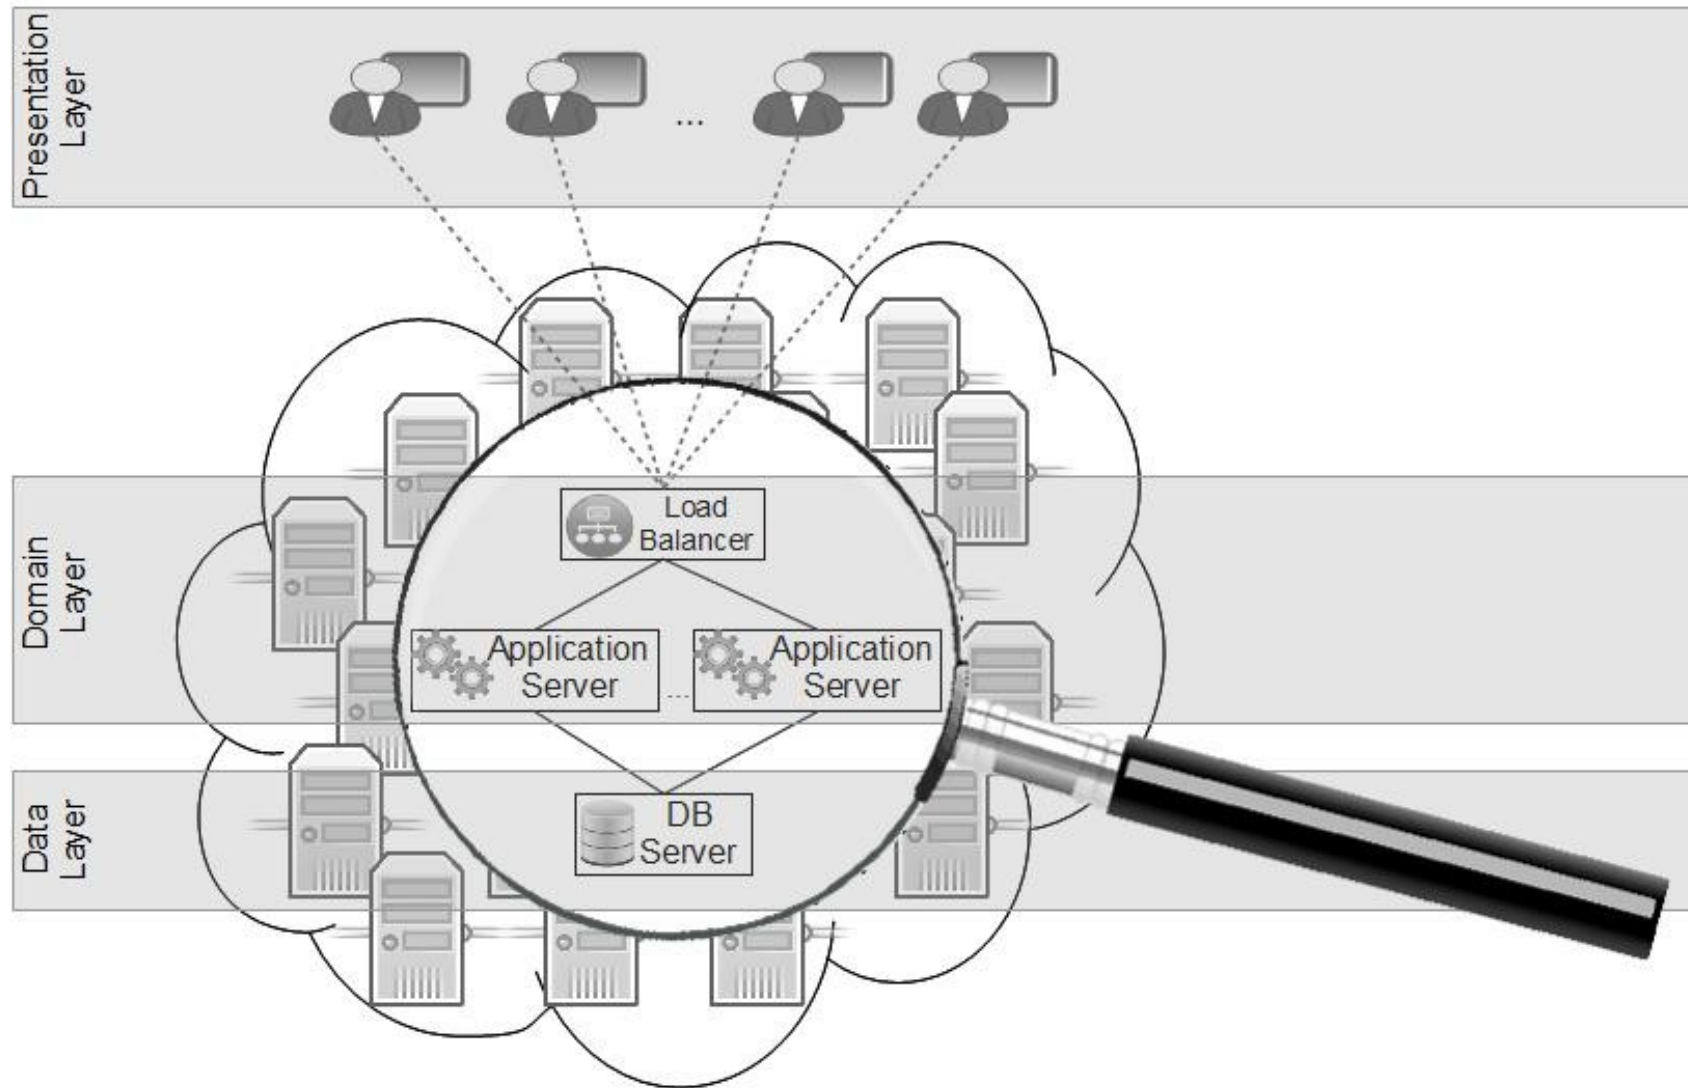 Presentation
Layer
...
Domain
Layer
Load
Balancer
Application
Server
...
Application
Server
Data
Layer
DB
Server